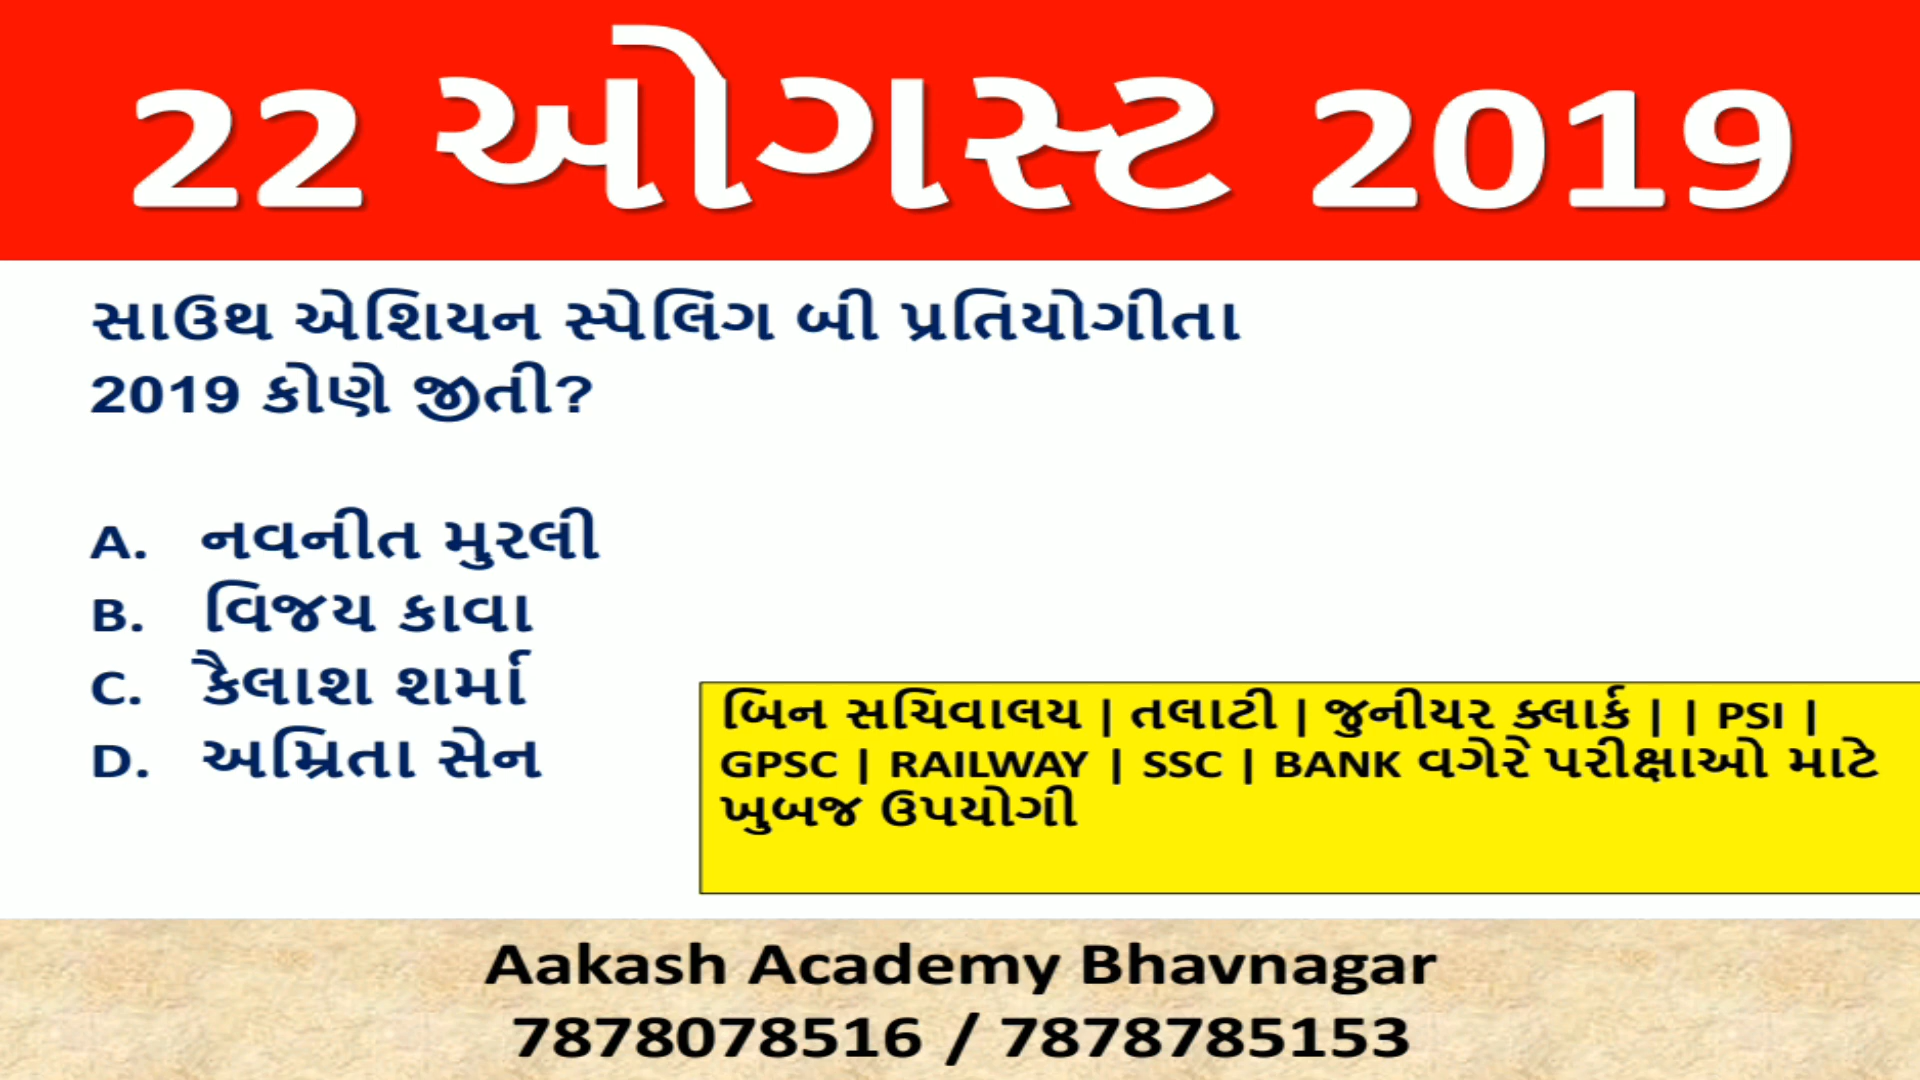 22 ઓગસ્ટ 2019
સાઉથ એશિયન સ્પેલિંગ બી પ્રતિયોગીતા
2019 કોણે જીતી?
A. નવનીત મુરલી
B. વિજય કાવા
C. કૈલાશ શર્મા
D. અમ્રિતા સેન
બિન સચિવાલય | તલાટી | જુનીયર ક્લાર્ક | | PSI |
GPSC | RAILWAY | SSC | BANK વગેરે પરીક્ષાઓ માટે
ખુબજ ઉપયોગી
Aakash Academy Bhavnagar
7878078516 / 7878785153